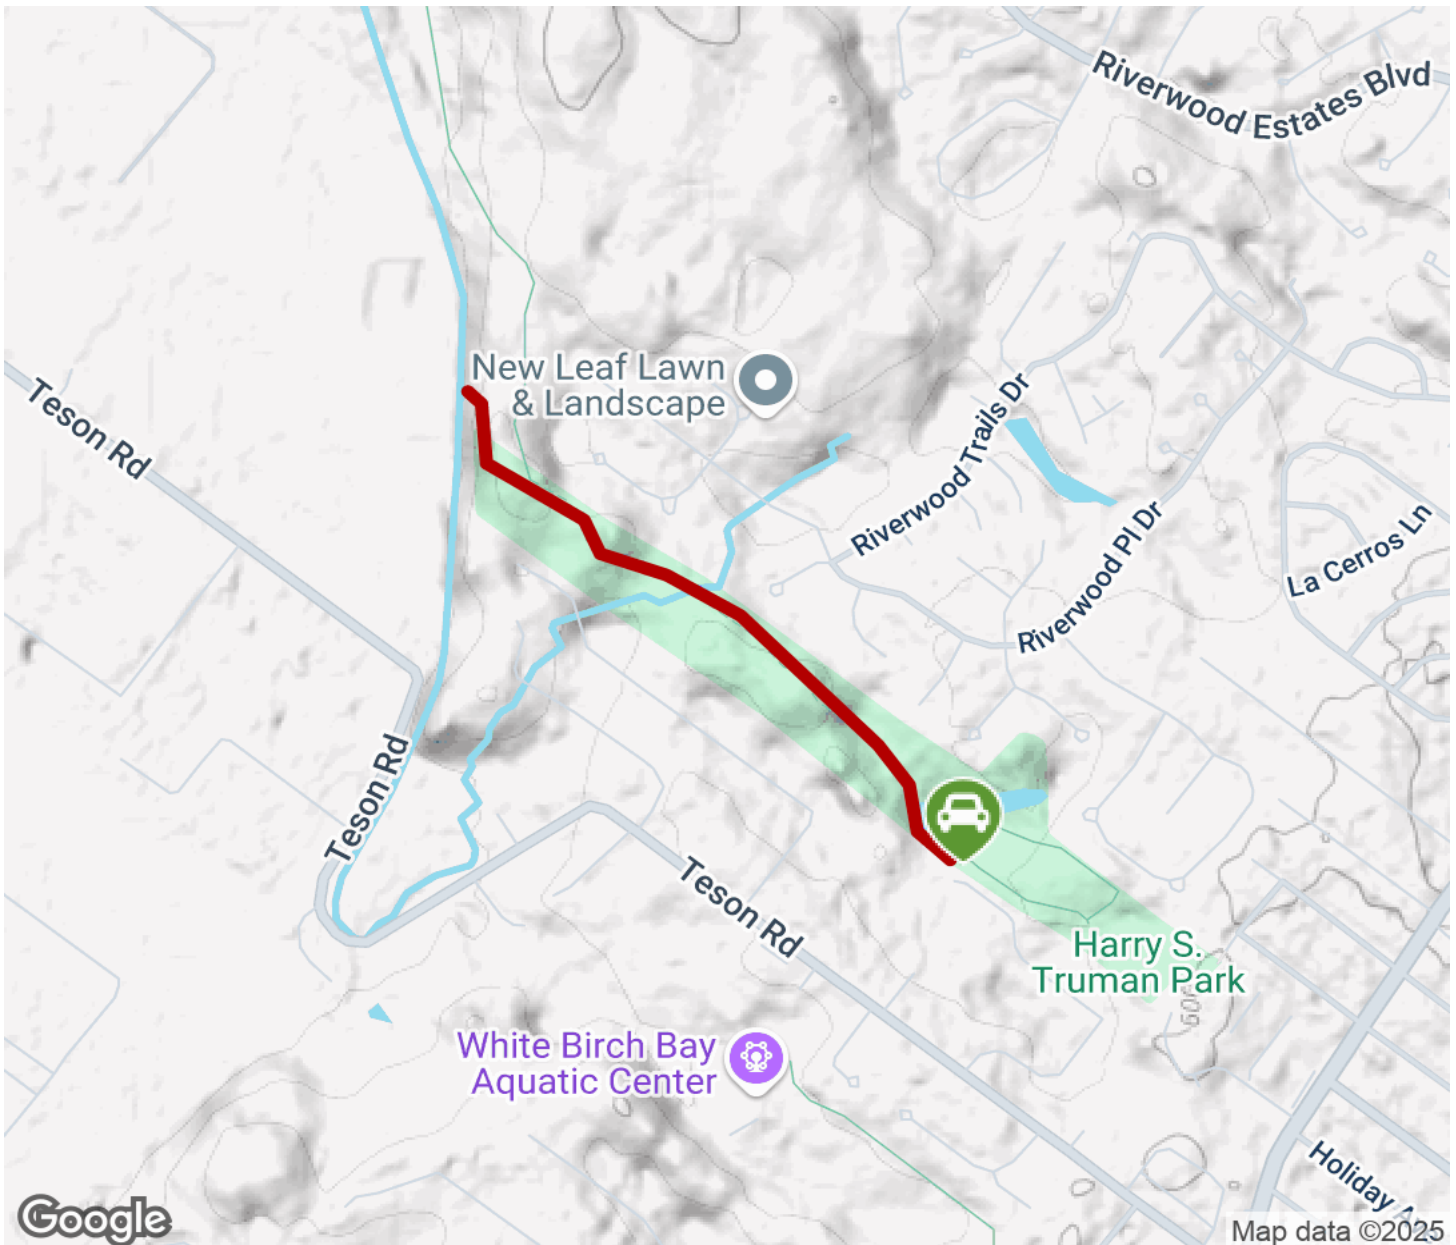 Riverwood Estates Blvd
New Leaf Lawn
& Landscape
Teson Rd
Riverwood Trails Dr
Riverwood Pl Dr
La Cerros Ln
Teson Rd
Teson Rd
Harry S.
Truman Park
White Birch Bay
Aquatic Center
Holiday
Google
Map data ©2025